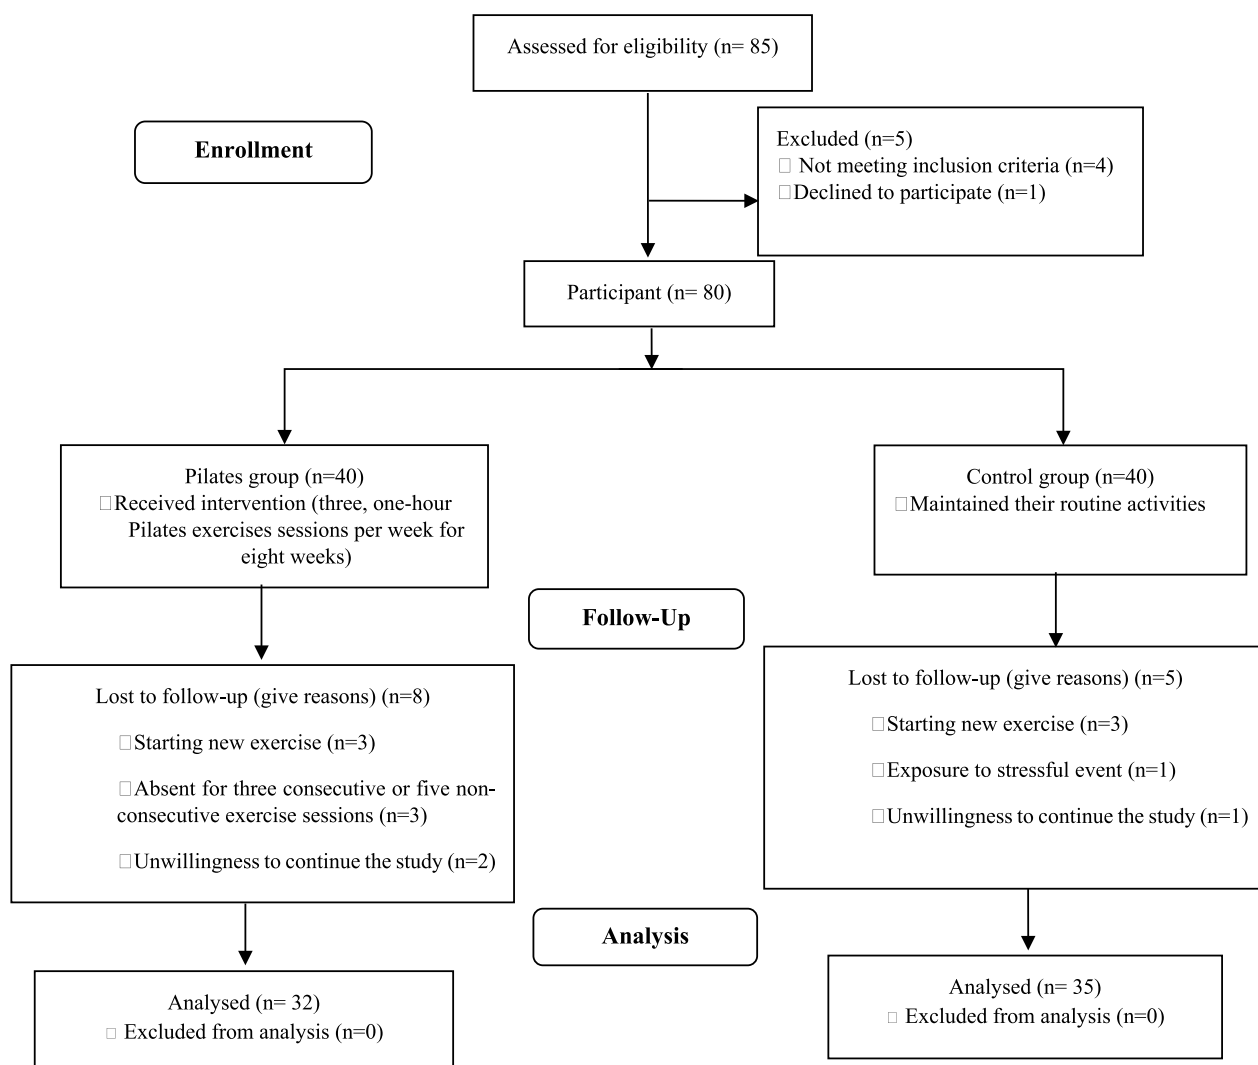 Assessed for eligibility (n= 85)
Enrollment
Excluded (n=5)
□ Not meeting inclusion criteria (n=4)
□Declined to participate (n=1)
Participant (n= 80)
Pilates group (n=40)
□Received intervention (three, one-hour
Pilates exercises sessions per week for
eight weeks)
Control group (n=40)
□Maintained their routine activities
Follow-Up
Lost to follow-up (give reasons) (n=8)
□Starting new exercise (n=3)
□Absent for three consecutive or five non-
consecutive exercise sessions (n=3)
□Unwillingness to continue the study (n=2)
Lost to follow-up (give reasons) (n=5)
□Starting new exercise (n=3)
□Exposure to stressful event (n=1)
□Unwillingness to continue the study (n=1)
Analysis
Analysed (n= 32)
□ Excluded from analysis (n=0)
Analysed (n= 35)
□ Excluded from analysis (n=0)